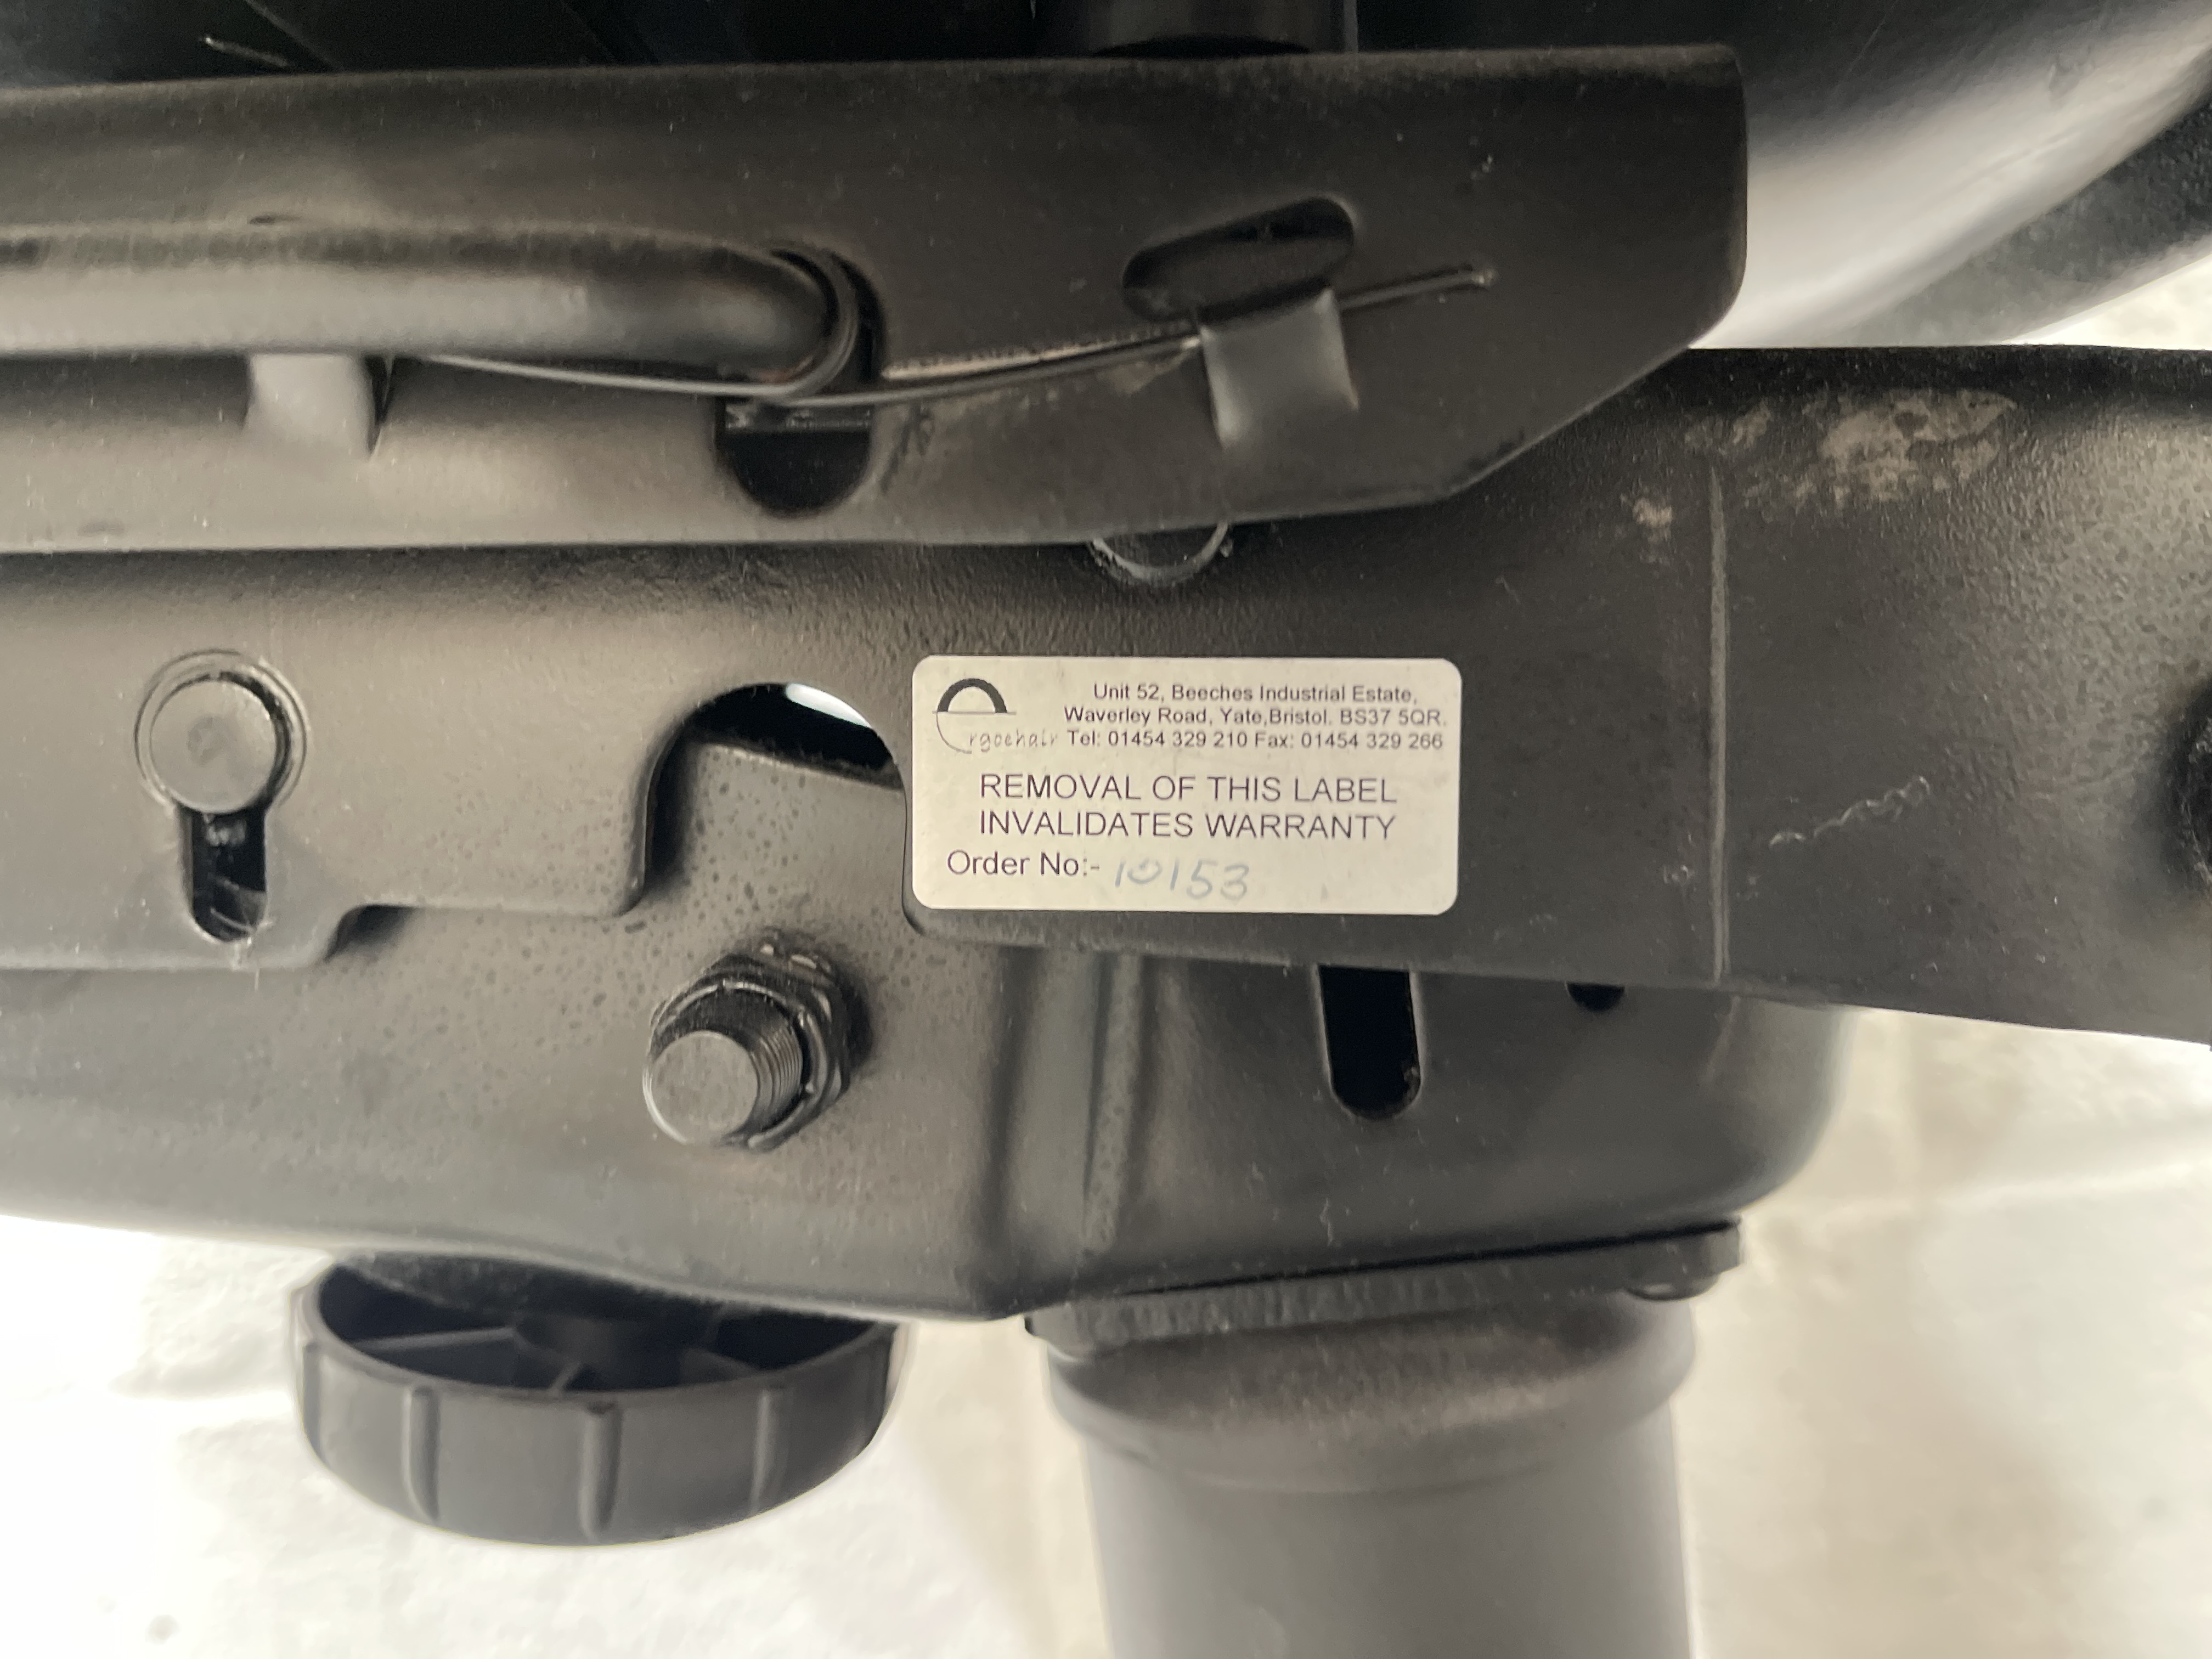 Unit 52, Beeches Industrial Estate,
Waverley Road, Yate,Bristol. BS37 5QR.
Ergochair Tel: 01454 329 210 Fax: 01454 329 266
REMOVAL OF THIS LABEL
INVALIDATES WARRANTY
Order No:- 10153